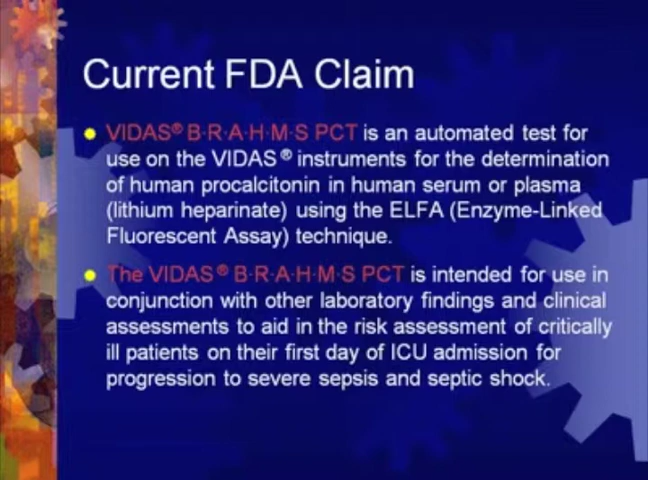 Current FDA Claim
VIDAS® B·R·A·H·M·S PCT is an automated test for
use on the VIDAS ® instruments for the determination
of human procalcitonin in human serum or plasma
(lithium heparinate) using the ELFA (Enzyme-Linked
Fluorescent Assay) technique.
The VIDAS® B·R·A·H·M·S PCT is intended for use in
conjunction with other laboratory findings and clinical
assessments to aid in the risk assessment of critically
ill patients on their first day of ICU admission for
progression to severe sepsis and septic shock.